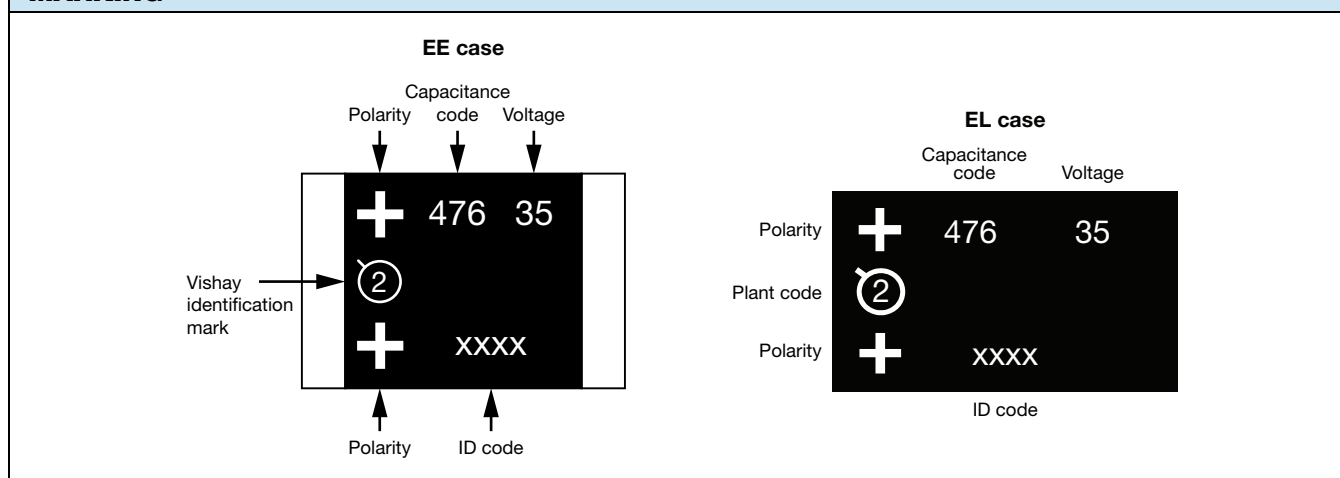 EE case
Capacitance
Polarity code Voltage
+ 476 35
Vishay
identification
mark
2
+ xxxx
Polarity ID code
EL case
Capacitance
code Voltage
Polarity + 476 35
Plant code 2
Polarity + xxxx
ID code